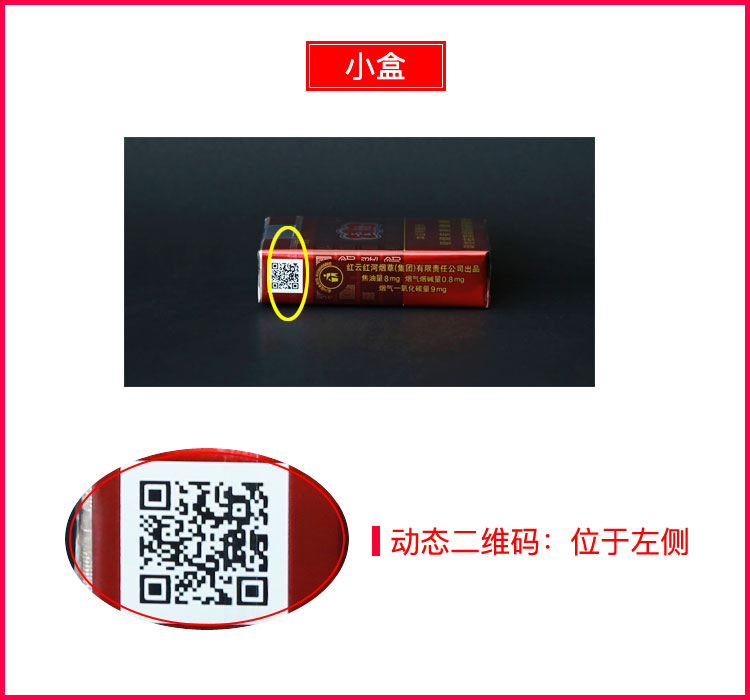 小盒
红云红河烟草(集团)有限责任公司出品
焦油量8mg 烟气烟碱量0.8mg
烟气一氧化碳量9mg
动态二维码：位于左侧